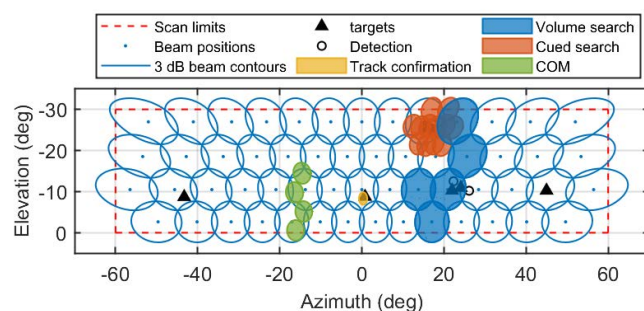 Scan limits
Beam positions
3 dB beam contours
targets
Detection
Track confirmation
Volume search
Cued search
COM
Elevation (deg)
-30
-20
-10
0
-60
-40
-20
0
20
40
60
Azimuth (deg)